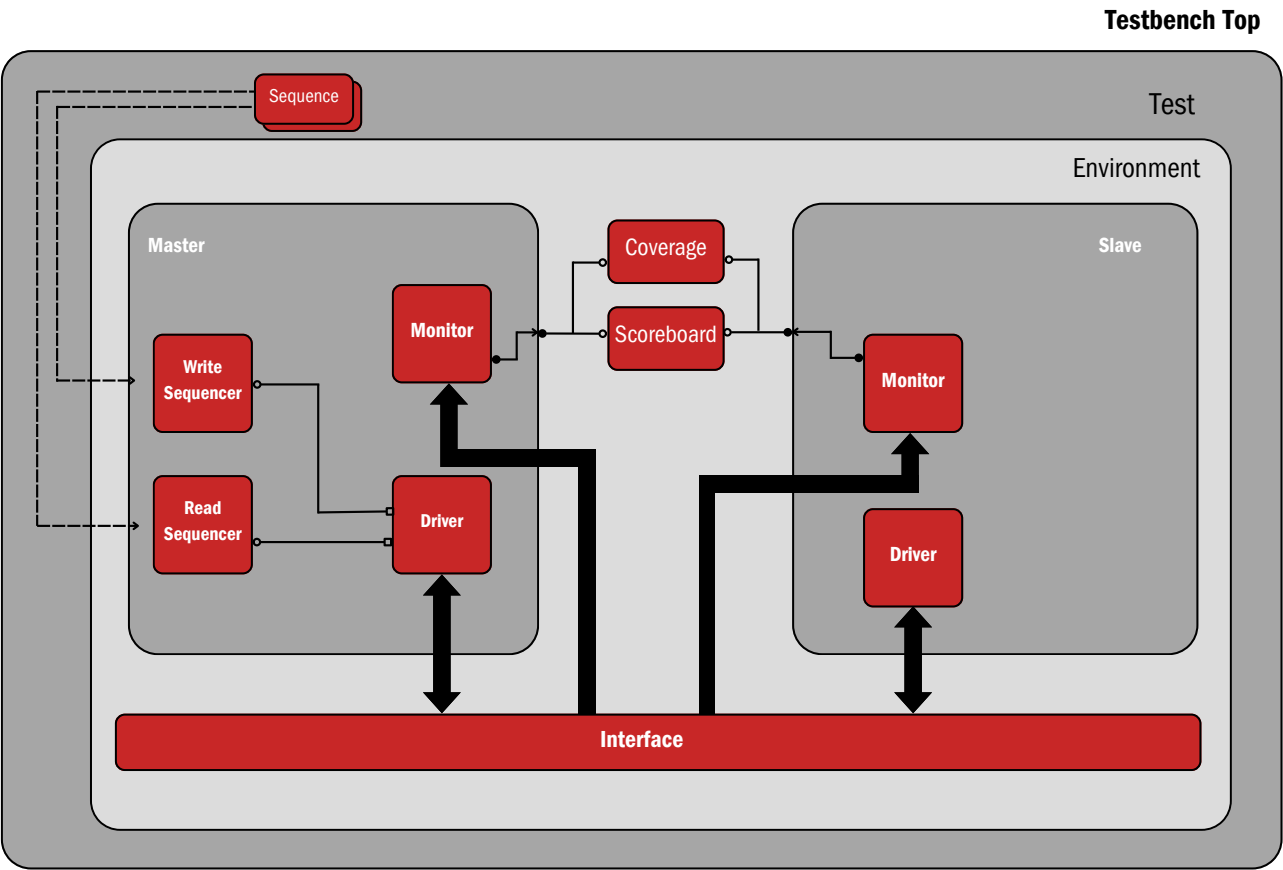 Testbench Top
Test
Sequence
Environment
Master
Coverage
Slave
Monitor
Scoreboard
Write
Sequencer
Monitor
Read
Sequencer
Driver
Driver
Interface